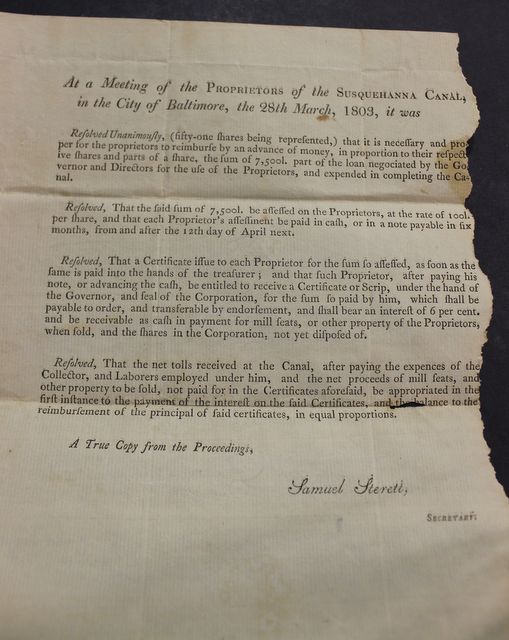 At a Meeting of the PROPRIETORS of the SUSQUEHANNA CANAL,
in the City of Baltimore, the 28th March, 1803, it was
Reſolved Unanimouſly, (fifty-one ſhares being repreſented,) that it is neceſſary and pro-
per for the proprietors to reimburſe by an advance of money, in proportion to their reſpect-
ive ſhares and parts of a ſhare, the ſum of 7,500l. part of the loan negociated by the Go-
vernor and Directors for the uſe of the Proprietors, and expended in completing the Ca-
nal.
Reſolved, That the ſaid ſum of 7,500l. be aſſeſſed on the Proprietors, at the rate of 100l.
per ſhare, and that each Proprietor's aſſeſſment be paid in caſh, or in a note payable in ſix
months, from and after the 12th day of April next.
Reſolved, That a Certificate iſſue to each Proprietor for the ſum ſo aſſeſſed, as ſoon as the
ſame is paid into the hands of the treaſurer; and that ſuch Proprietor, after paying his
note, or advancing the caſh, be entitled to receive a Certificate or Scrip, under the hand of
the Governor, and ſeal of the Corporation, for the ſum ſo paid by him, which ſhall be
payable to order, and transferable by endorſement, and ſhall bear an intereſt of 6 per cent.
and be receivable as caſh in payment for mill ſeats, or other property of the Proprietors,
when ſold, and the ſhares in the Corporation, not yet diſpoſed of.
Reſolved, That the net tolls received at the Canal, after paying the expences of the
Collector, and Laborers employed under him, and the net proceeds of mill ſeats, and
other property to be ſold, not paid for in the Certificates aforeſaid, be appropriated in the
firſt inſtance to the payment of the intereſt on the ſaid Certificates, and the balance to the
reimburſement of the principal of ſaid certificates, in equal proportions.
A True Copy from the Proceedings,
Samuel Sterett,
SECRETARY.